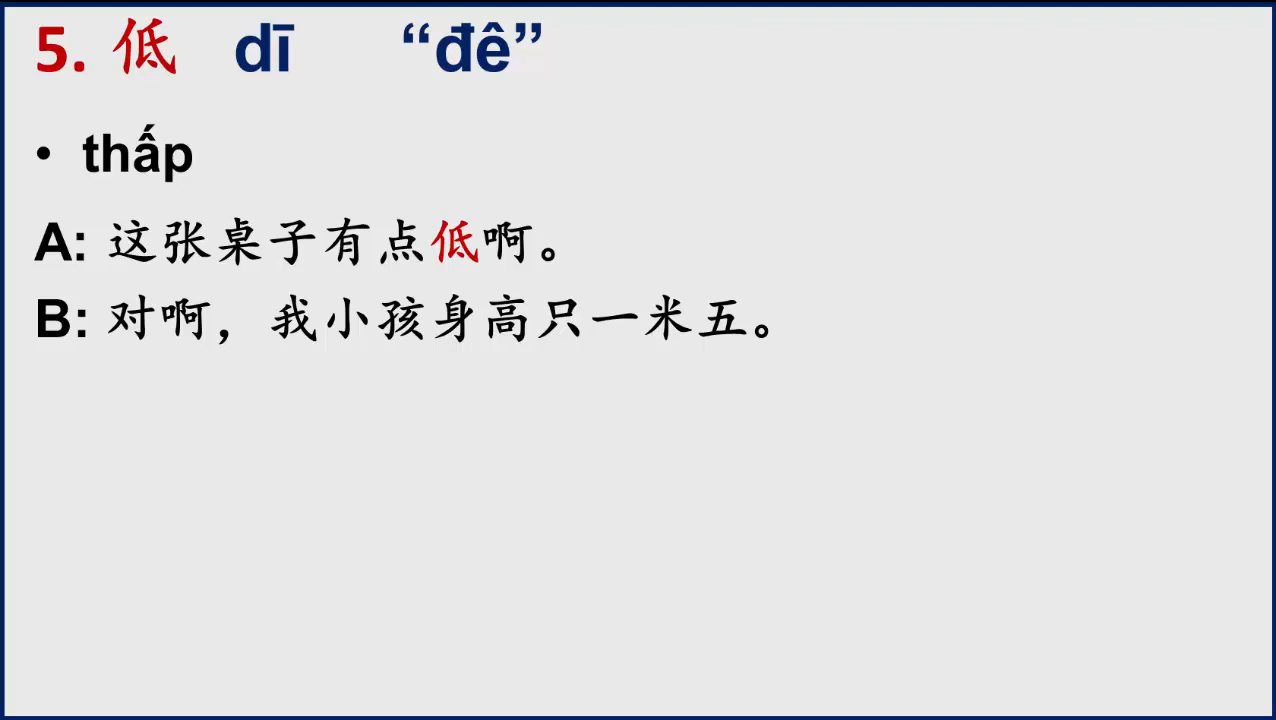 5. 低 dī “đê”
• thấp
A: 这张桌子有点低啊。
B: 对啊，我小孩身高只一米五。